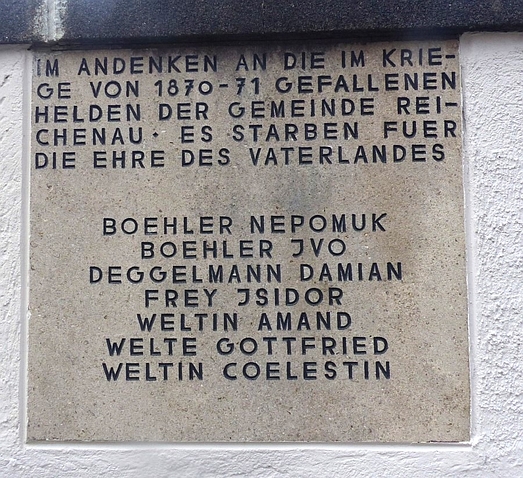 IM ANDENKEN AN DIE IM KRIE-
GE VON 1870-71 GEFALLENEN
HELDEN DER GEMEINDE REI-
CHENAU· ES STARBEN FUER
DIE EHRE DES VATERLANDES
BOEHLER NEPOMUK
BOEHLER JVO
DEGGELMANN DAMIAN
FREY JSIDOR
WELTIN AMAND
WELTE GOTTFRIED
WELTIN COELESTIN